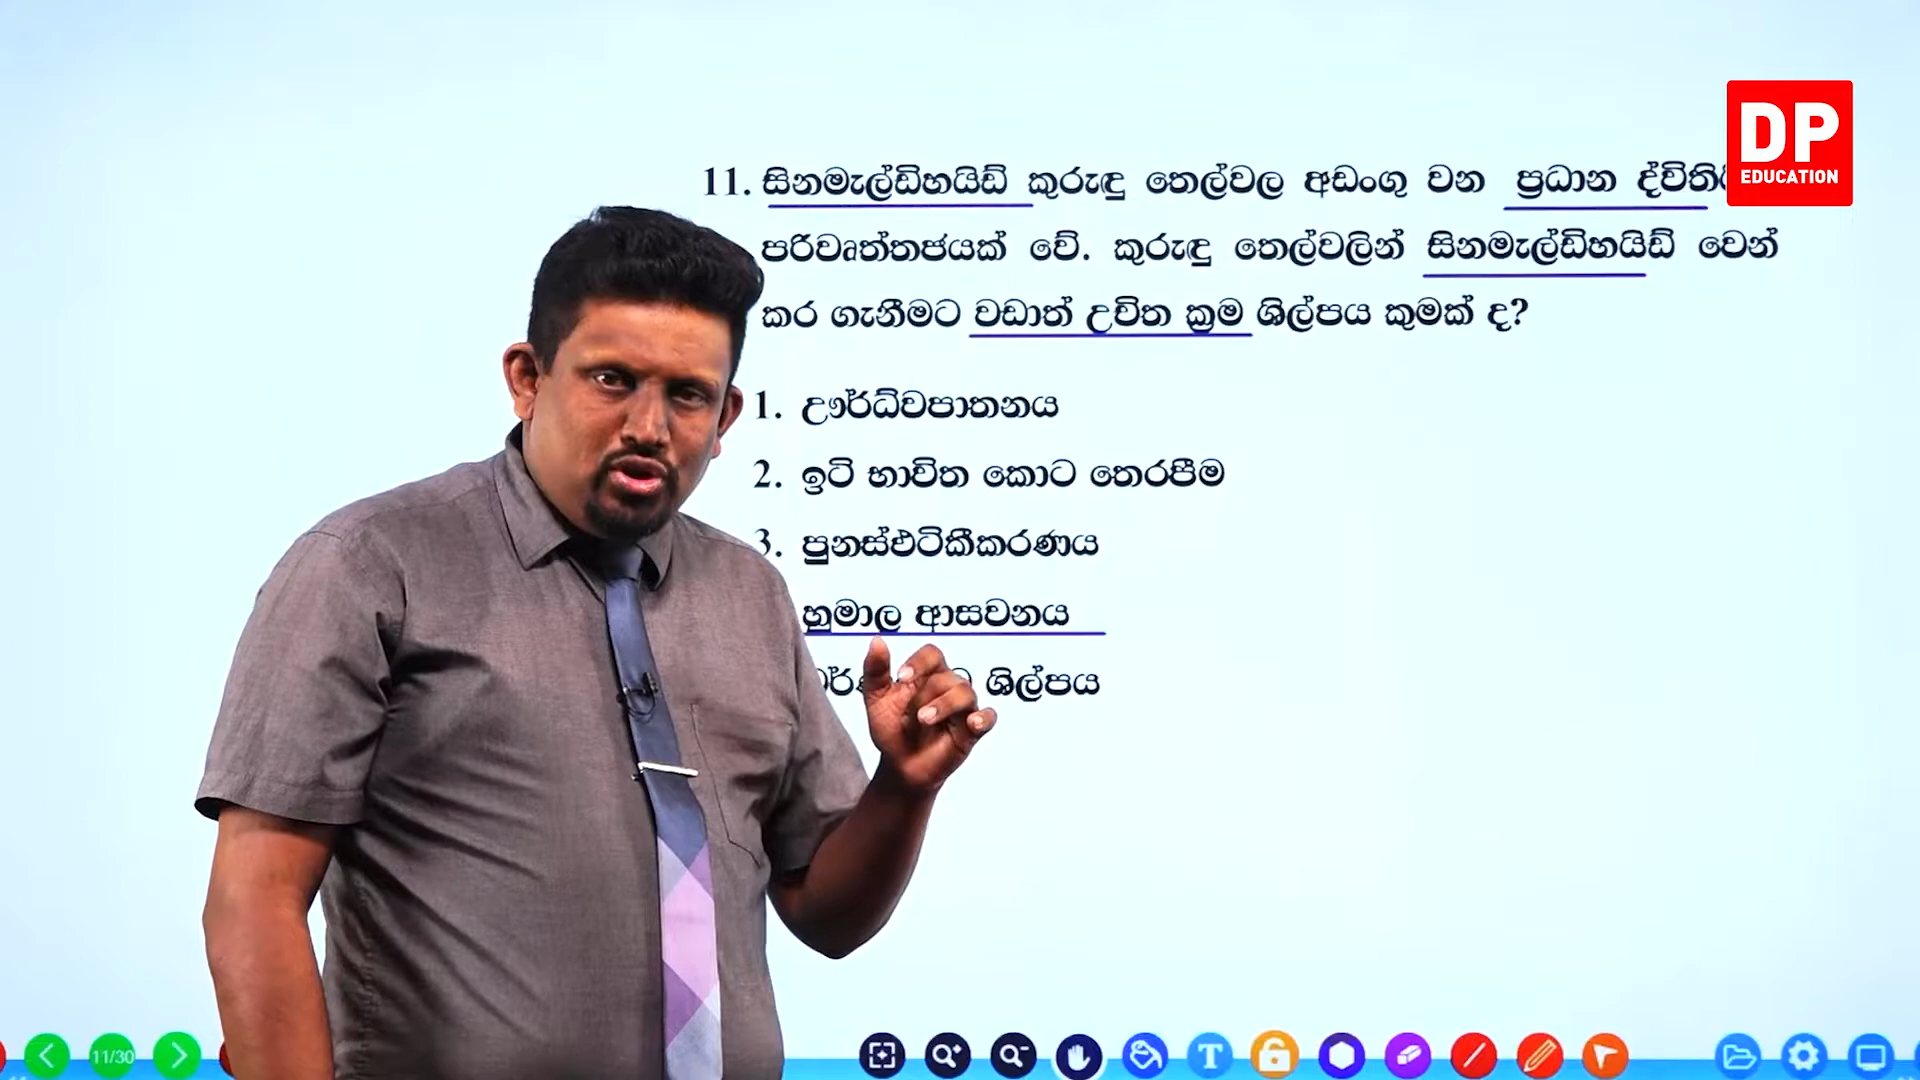 DP
EDUCATION
11. සිනමැල්ඩිහයිඩ් කුරුඳු තෙල්වල අඩංගු වන ප්‍රධාන
පරිවෘත්තජයක් වේ. කුරුඳු තෙල්වලින් සිනමැල්ඩිහයිඩ් වෙන්
කර ගැනීමට වඩාත් උචිත ක්‍රම ශිල්පය කුමක් ද?
1. ඌර්ධ්වපාතනය
2. ඉටි භාවිත කොට තෙරපීම
3. පුනස්ඵටිකීකරණය
හුමාල ආසවනය
ශිල්පය
11/30
T